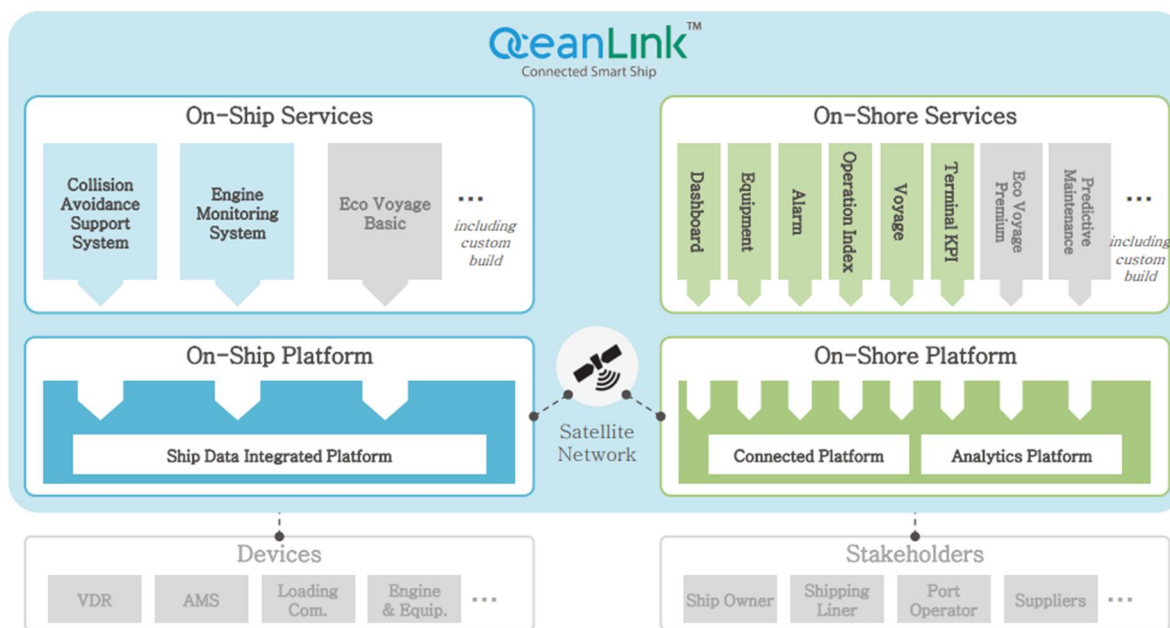 OceanLink™
Connected Smart Ship
On-Ship Services
Collision
Avoidance
Support
System
Engine
Monitoring
System
Eco Voyage
Basic
...
including
custom
build
On-Shore Services
Dashboard
Equipment
Alarm
Operation Index
Voyage
Terminal KPI
Eco Voyage
Premium
Predictive
Maintenance
...
including
custom
build
On-Ship Platform
Ship Data Integrated Platform
Satellite
Network
On-Shore Platform
Connected Platform
Analytics Platform
Devices
VDR
AMS
Loading
Com.
Engine
& Equip.
...
Stakeholders
Ship Owner
Shipping
Liner
Port
Operator
Suppliers
...